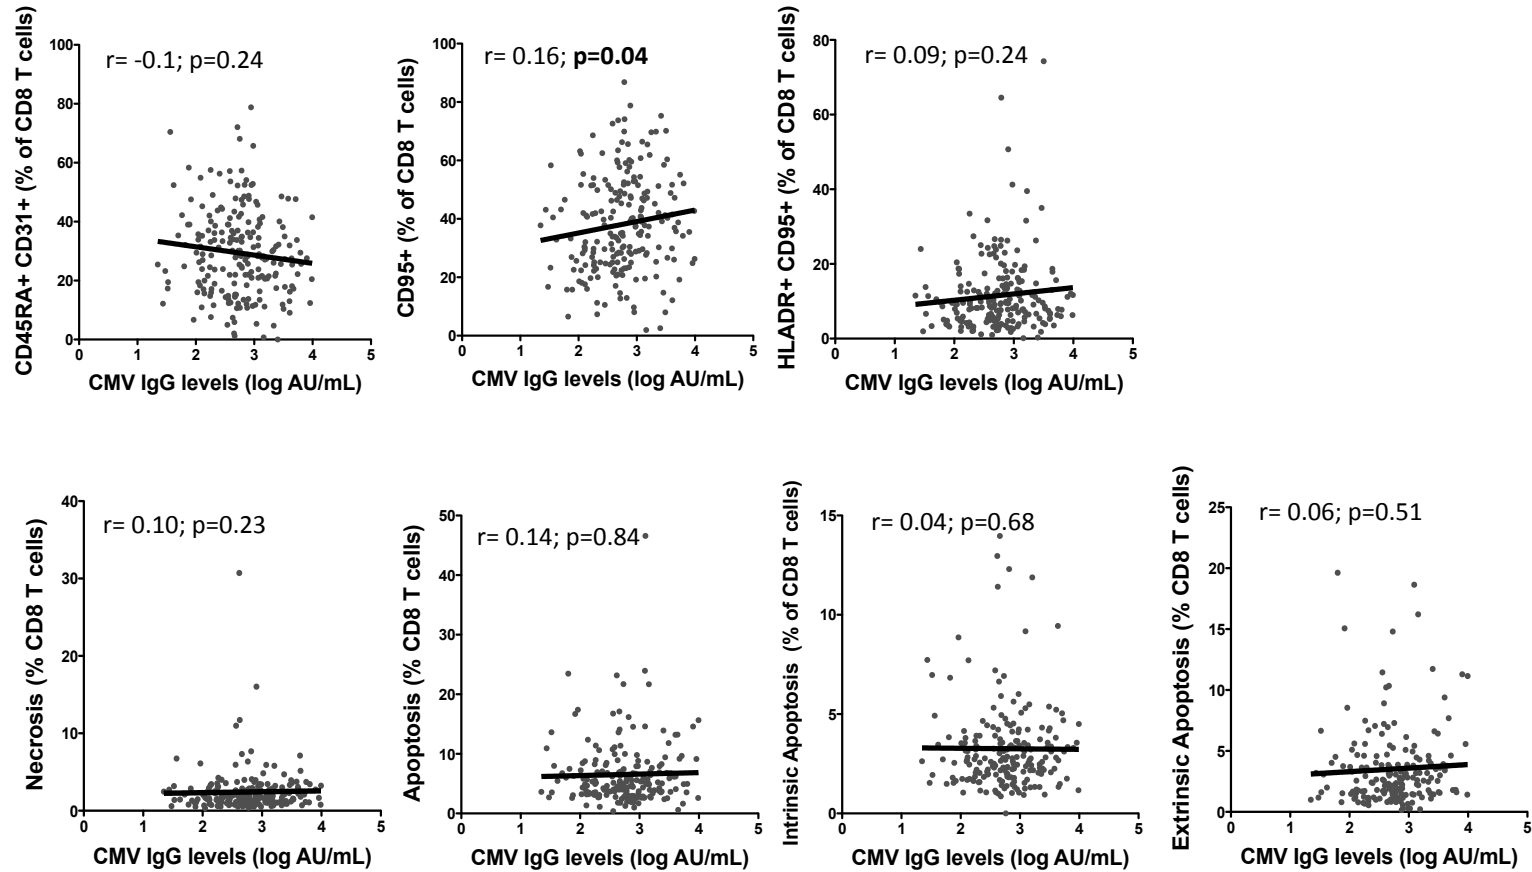 CD45RA+ CD31+ (% of CD8 T cells)
100
80
60
40
20
0
r= -0.1; p=0.24
0 1 2 3 4 5
CMV IgG levels (log AU/mL)
CD95+ (% of CD8 T cells)
100
80
60
40
20
0
r= 0.16; p=0.04
0 1 2 3 4 5
CMV IgG levels (log AU/mL)
HLADR+ CD95+ (% of CD8 T cells)
80
60
40
20
0
r= 0.09; p=0.24
0 1 2 3 4 5
CMV IgG levels (log AU/mL)
Necrosis (% CD8 T cells)
40
30
20
10
0
r= 0.10; p=0.23
0 1 2 3 4 5
CMV IgG levels (log AU/mL)
Apoptosis (% CD8 T cells)
50
40
30
20
10
0
r= 0.14; p=0.84
0 1 2 3 4 5
CMV IgG levels (log AU/mL)
Intrinsic Apoptosis (% of CD8 T cells)
15
10
5
0
r= 0.04; p=0.68
0 1 2 3 4 5
CMV IgG levels (log AU/mL)
Extrinsic Apoptosis (% CD8 T cells)
25
20
15
10
5
0
r= 0.06; p=0.51
0 1 2 3 4 5
CMV IgG levels (log AU/mL)